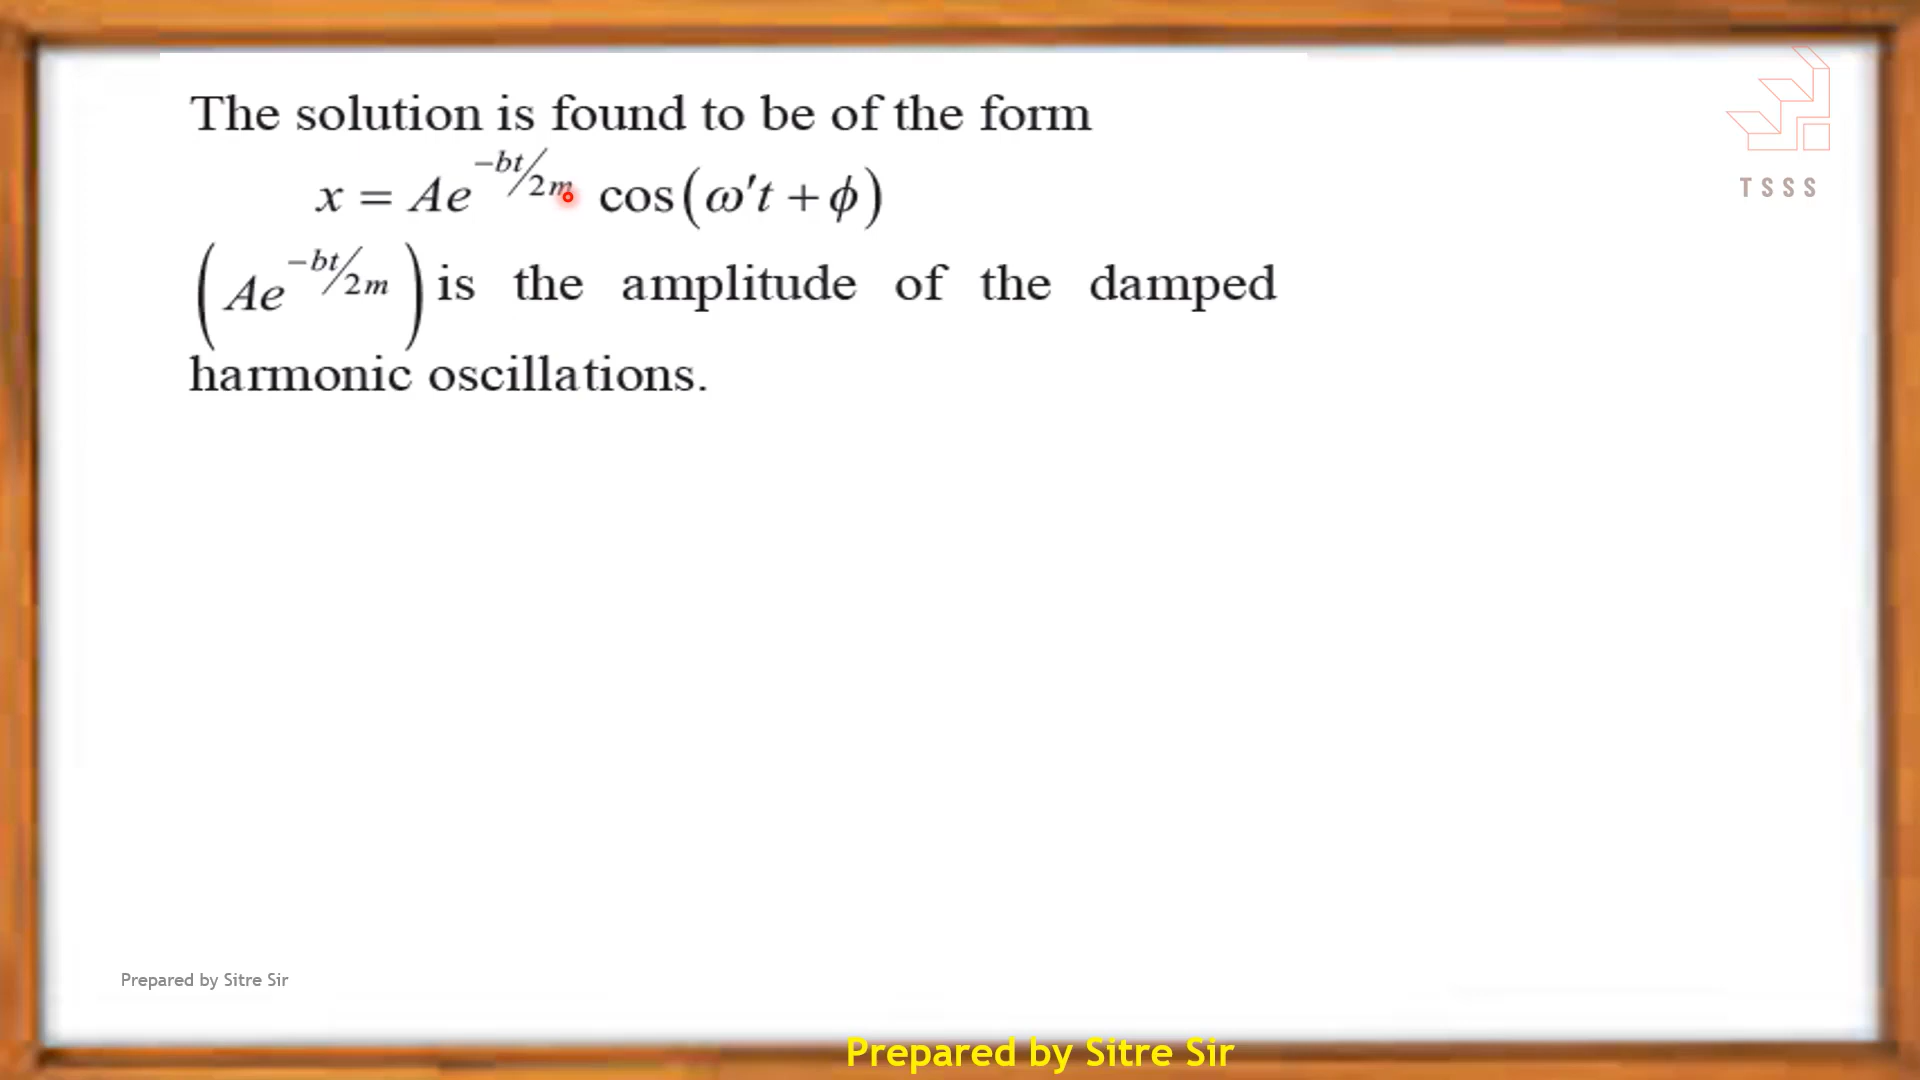 The solution is found to be of the form
x = Ae^{-bt/2m} cos(ω't + ϕ)
(Ae^{-bt/2m}) is the amplitude of the damped
harmonic oscillations.
TSSS
Prepared by Sitre Sir
Prepared by Sitre Sir